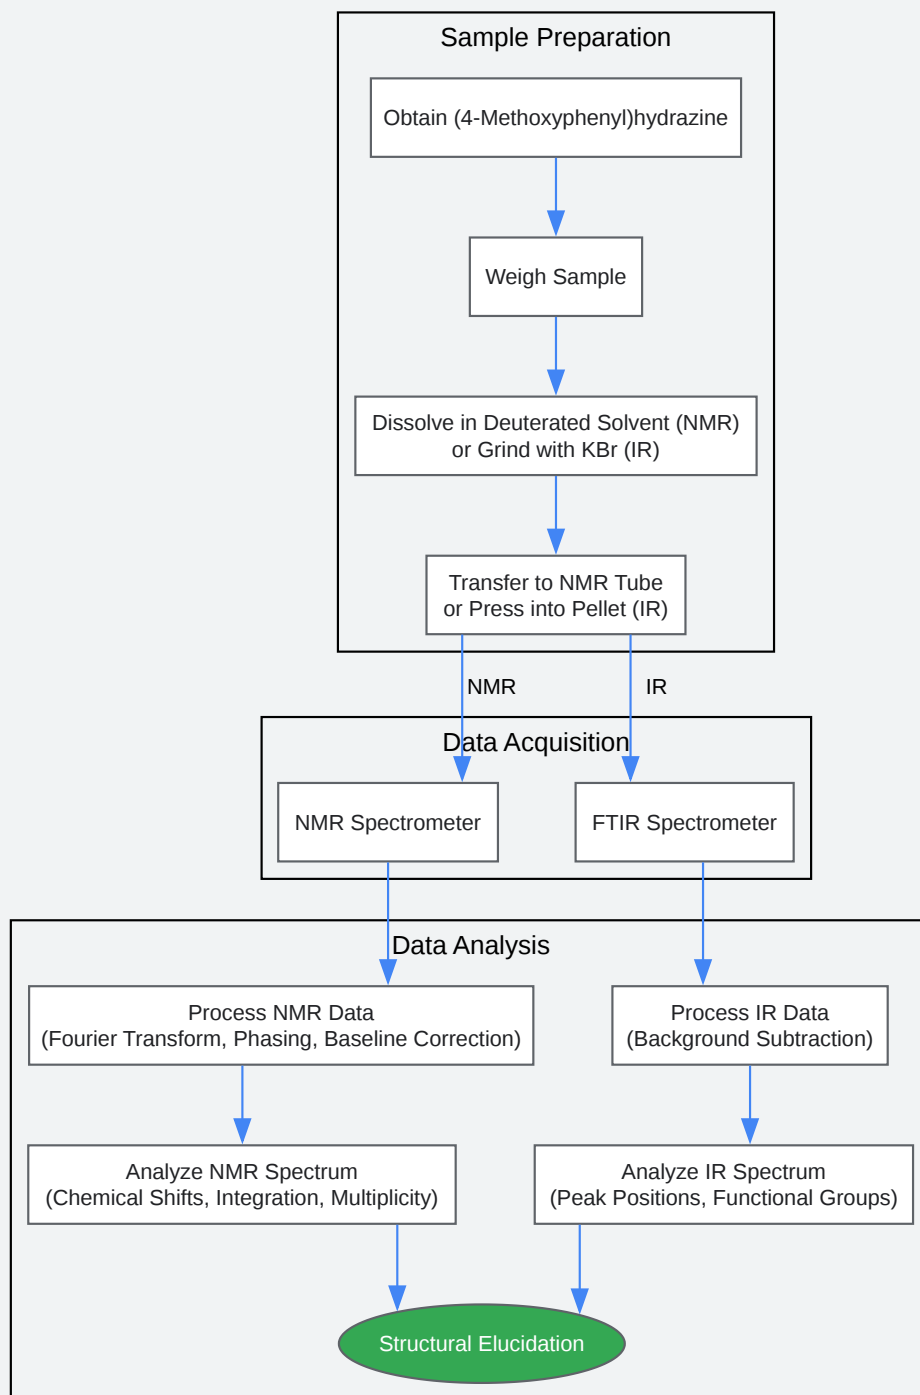 Sample Preparation
Obtain (4-Methoxyphenyl)hydrazine
Weigh Sample
Dissolve in Deuterated Solvent (NMR)
or Grind with KBr (IR)
Transfer to NMR Tube
or Press into Pellet (IR)
NMR
IR
Data Acquisition
NMR Spectrometer
FTIR Spectrometer
Data Analysis
Process NMR Data
(Fourier Transform, Phasing, Baseline Correction)
Process IR Data
(Background Subtraction)
Analyze NMR Spectrum
(Chemical Shifts, Integration, Multiplicity)
Analyze IR Spectrum
(Peak Positions, Functional Groups)
Structural Elucidation